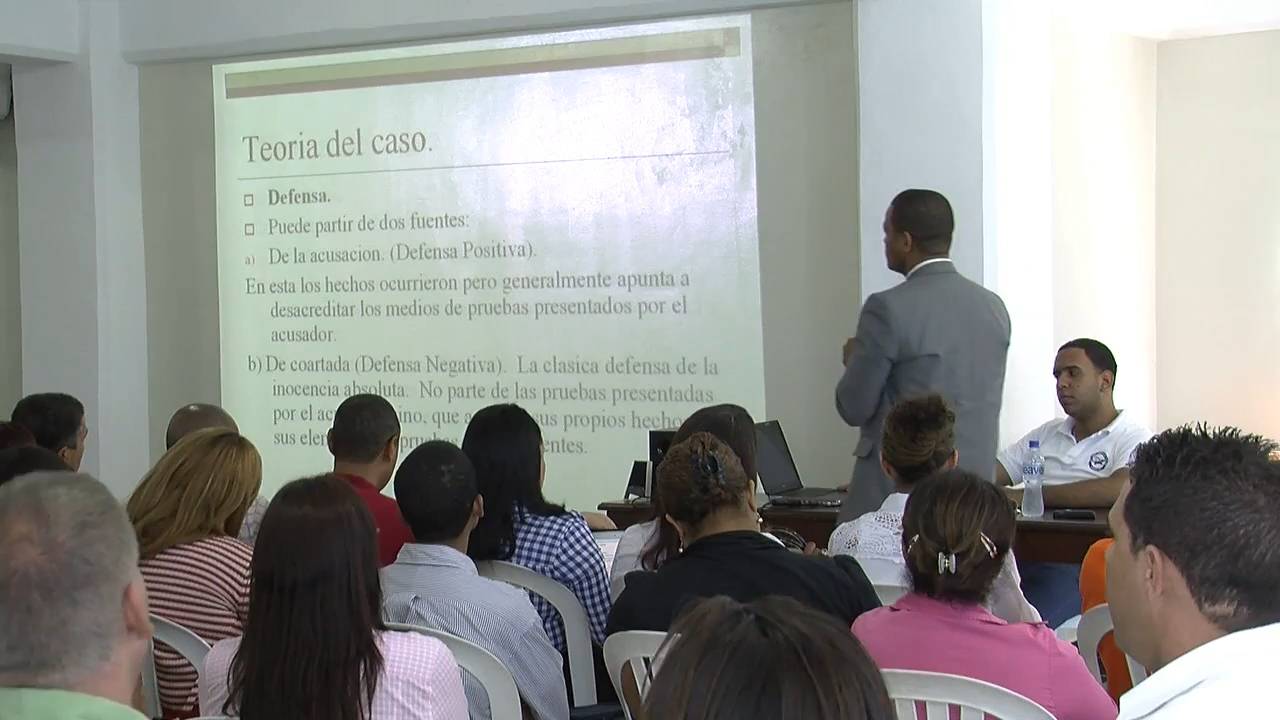 Teoria del caso.
Defensa.
Puede partir de dos fuentes:
a) De la acusacion. (Defensa Positiva).
En esta los hechos ocurrieron pero generalmente apunta a
desacreditar los medios de pruebas presentados por el
acusador.
b) De coartada (Defensa Negativa). La clasica defensa de la
inocencia absoluta. No parte de las pruebas presentadas
por el sus propios
sus